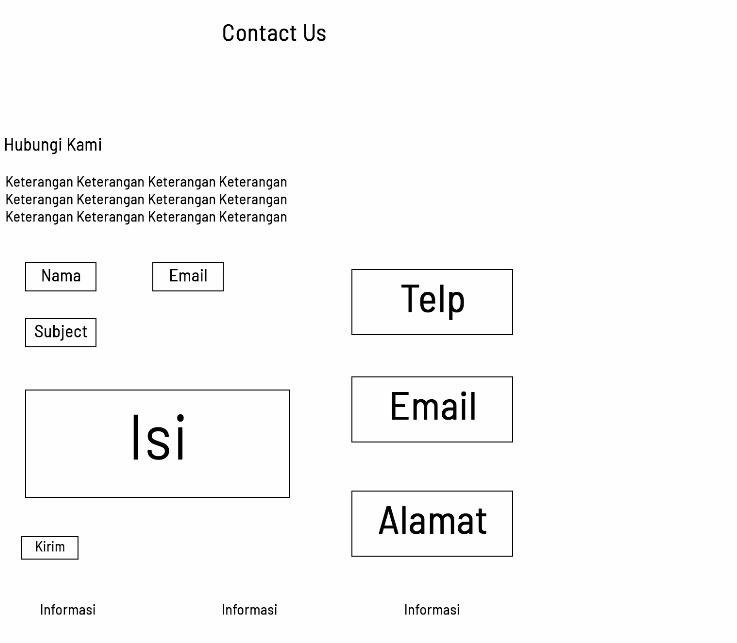 Contact Us
Hubungi Kami
Keterangan Keterangan Keterangan Keterangan
Keterangan Keterangan Keterangan Keterangan
Keterangan Keterangan Keterangan Keterangan
Nama
Email
Subject
Isi
Kirim
Telp
Email
Alamat
Informasi
Informasi
Informasi